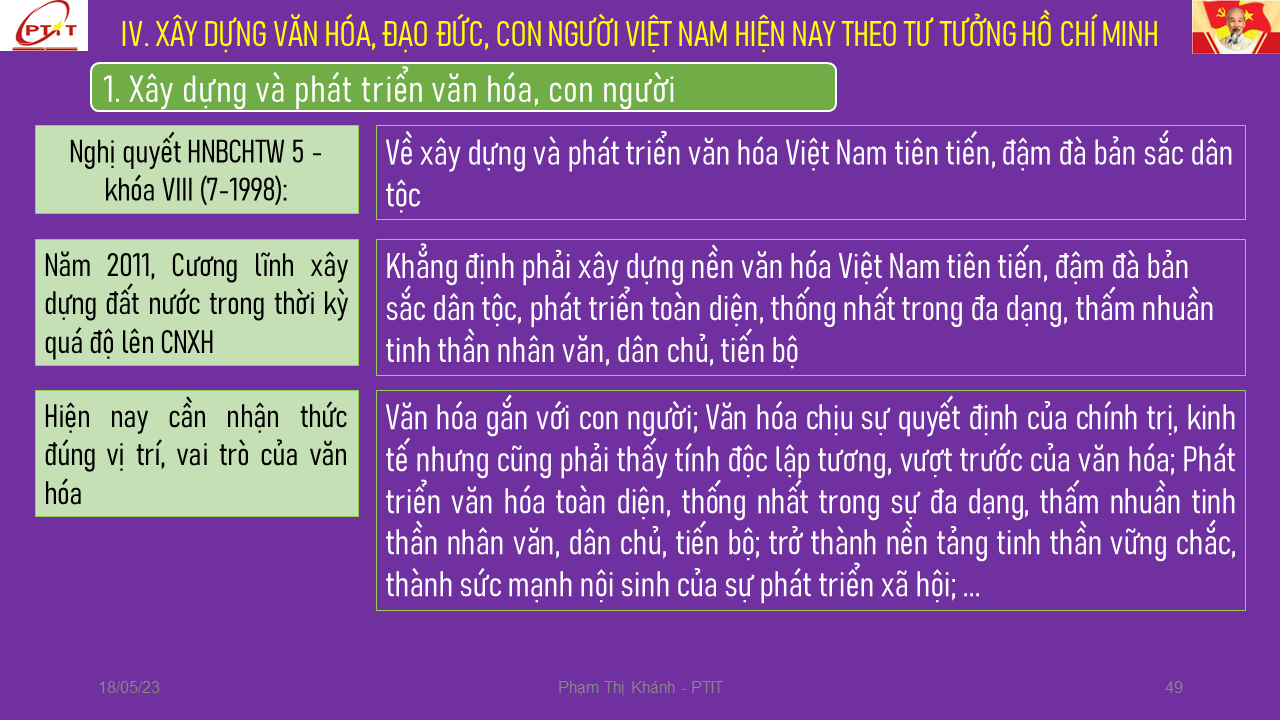 PTIT
IV. XÂY DỰNG VĂN HÓA, ĐẠO ĐỨC, CON NGƯỜI VIỆT NAM HIỆN NAY THEO TƯ TƯỞNG HỒ CHÍ MINH
1. Xây dựng và phát triển văn hóa, con người
Nghị quyết HNBCHTW 5 -
khóa VIII (7-1998):
Về xây dựng và phát triển văn hóa Việt Nam tiên tiến, đậm đà bản sắc dân
tộc
Năm 2011, Cương lĩnh xây
dựng đất nước trong thời kỳ
quá độ lên CNXH
Khẳng định phải xây dựng nền văn hóa Việt Nam tiên tiến, đậm đà bản
sắc dân tộc, phát triển toàn diện, thống nhất trong đa dạng, thấm nhuần
tinh thần nhân văn, dân chủ, tiến bộ
Hiện nay cần nhận thức
đúng vị trí, vai trò của văn
hóa
Văn hóa gắn với con người; Văn hóa chịu sự quyết định của chính trị, kinh
tế nhưng cũng phải thấy tính độc lập tương, vượt trước của văn hóa; Phát
triển văn hóa toàn diện, thống nhất trong sự đa dạng, thấm nhuần tinh
thần nhân văn, dân chủ, tiến bộ; trở thành nền tảng tinh thần vững chắc,
thành sức mạnh nội sinh của sự phát triển xã hội; ...
18/05/23
Phạm Thị Khánh - PTIT
49